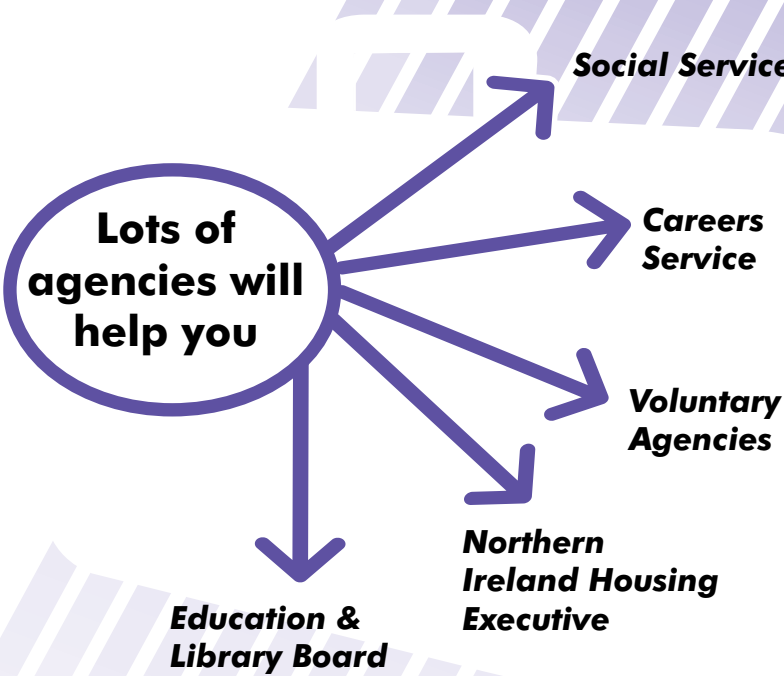 Social Service
Lots of
agencies will
help you
Careers
Service
Voluntary
Agencies
Northern
Ireland Housing
Executive
Education &
Library Board